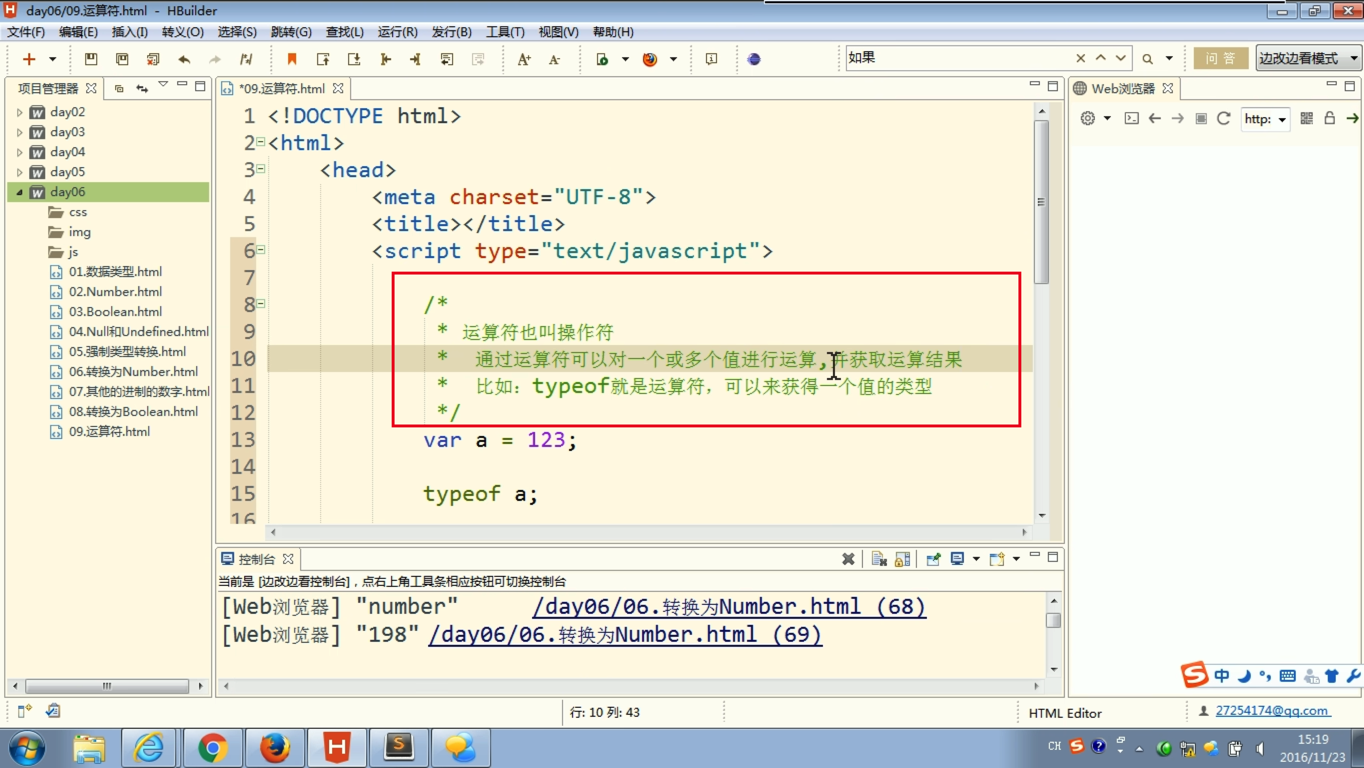 day06/09.运算符.html - HBuilder
文件(F) 编辑(E) 插入(I) 转义(O) 选择(S) 跳转(G) 查找(L) 运行(R) 发行(B) 工具(T) 视图(V) 帮助(H)
如果
问 答
边改边看模式
项目管理器
*09.运算符.html
Web浏览器
http:
day02
day03
day04
day05
day06
css
img
js
01.数据类型.html
02.Number.html
03.Boolean.html
04.Null和Undefined.html
05.强制类型转换.html
06.转换为Number.html
07.其他的进制的数字.html
08.转换为Boolean.html
09.运算符.html
1 <!DOCTYPE html>
2 <html>
3 <head>
4 <meta charset="UTF-8">
5 <title></title>
6 <script type="text/javascript">
7
8 /*
9 * 运算符也叫操作符
10 * 通过运算符可以对一个或多个值进行运算,并获取运算结果
11 * 比如：typeof就是运算符，可以来获得一个值的类型
12 */
13 var a = 123;
14
15 typeof a;
16
控制台
当前是 [边改边看控制台]，点右上角工具条相应按钮可切换控制台
[Web浏览器] "number" /day06/06.转换为Number.html (68)
[Web浏览器] "198" /day06/06.转换为Number.html (69)
中
行: 10 列: 43
HTML Editor
27254174@qq.com
CH
15:19
2016/11/23